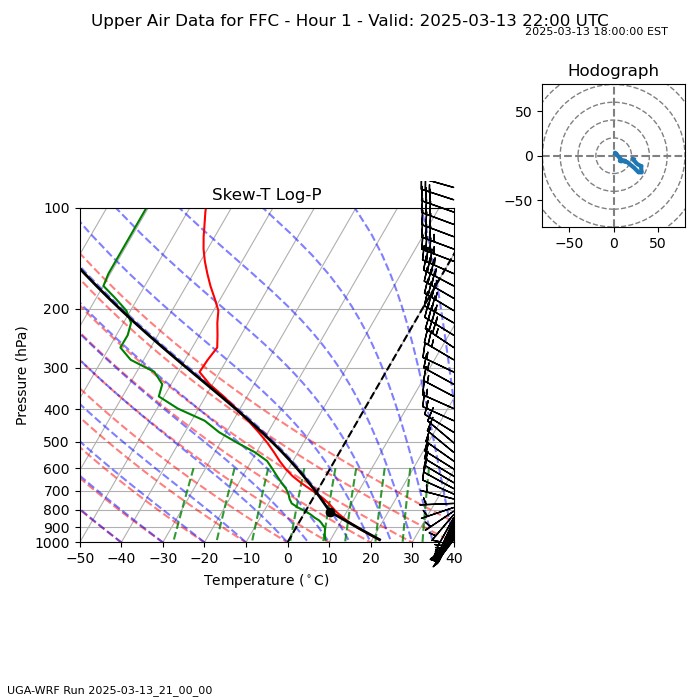 Upper Air Data for FFC - Hour 1 - Valid: 2025-03-13 22:00 UTC
2025-03-13 18:00:00 EST
Hodograph
50
0
−50
−50 0 50
Skew-T Log-P
100
200
300
400
500
600
700
800
900
1000
Pressure (hPa)
−50 −40 −30 −20 −10 0 10 20 30 40
Temperature (°C)
UGA-WRF Run 2025-03-13_21_00_00